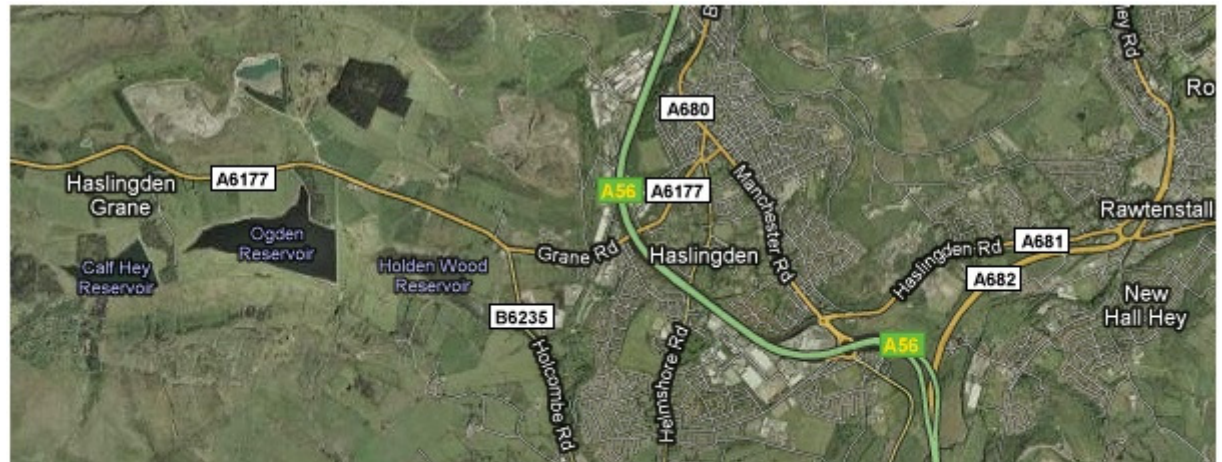 A680
Haslingden
Grane
A6177
A56
A6177
Manchester Rd
Rawtenstall
Ogden
Reservoir
Calf Hey
Reservoir
Holden Wood
Reservoir
Grane Rd
Haslingden
Haslingden Rd
A681
A682
New
Hall Hey
B6235
A56
Holcombe Rd
Helmshore Rd